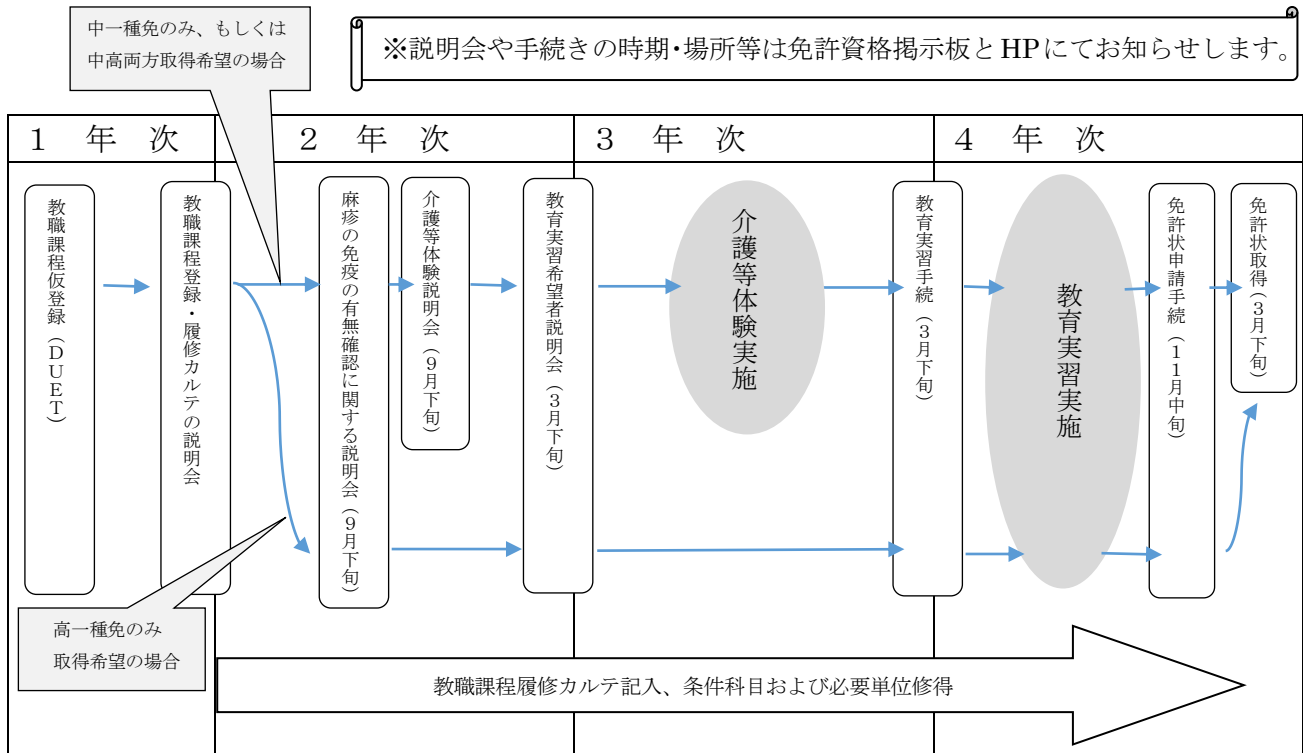 中一種免のみ、もしくは
中高両方取得希望の場合
※説明会や手続きの時期・場所等は免許資格掲示板とHPにてお知らせします。
1 年 次
2 年 次
3 年 次
4 年 次
教職課程仮登録（DUET）
教職課程登録・履修カルテの説明会
麻疹の免疫の有無確認に関する説明会（9月下旬）
介護等体験説明会（9月下旬）
教育実習希望者説明会（3月下旬）
介護等体験実施
教育実習手続（3月下旬）
教育実習実施
免許状申請手続（11月中旬）
免許状取得（3月下旬）
高一種免のみ
取得希望の場合
教職課程履修カルテ記入、条件科目および必要単位修得